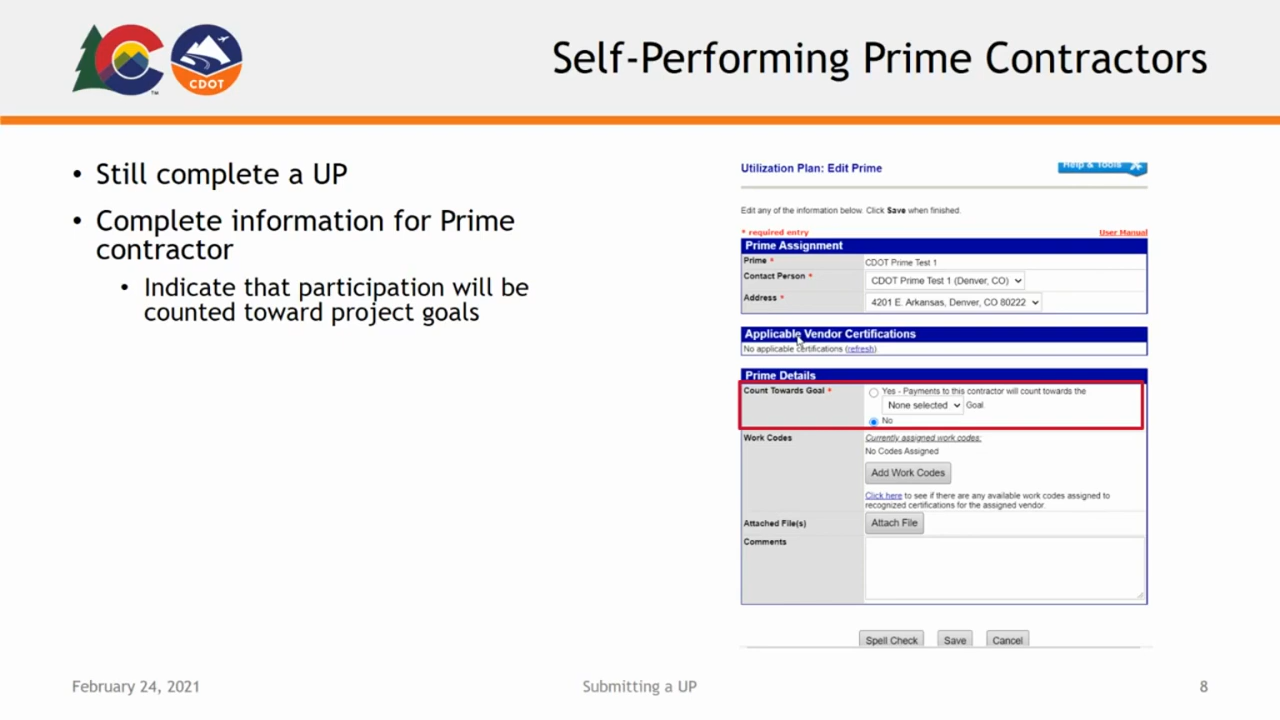 CDOT
TM
Self-Performing Prime Contractors
• Still complete a UP
• Complete information for Prime
contractor
• Indicate that participation will be
counted toward project goals
Utilization Plan: Edit Prime
Help & Tools
Edit any of the information below. Click Save when finished.
* required entry
User Manual
Prime Assignment
Prime *
CDOT Prime Test 1
Contact Person *
CDOT Prime Test 1 (Denver, CO)
Address *
4201 E. Arkansas, Denver, CO 80222
Applicable Vendor Certifications
No applicable certifications (refresh)
Prime Details
Count Towards Goal *
Yes - Payments to this contractor will count towards the
None selected Goal.
No
Work Codes
Currently assigned work codes:
No Codes Assigned
Add Work Codes
Click here to see if there are any available work codes assigned to
recognized certifications for the assigned vendor.
Attached File(s)
Attach File
Comments
Spell Check
Save
Cancel
February 24, 2021
Submitting a UP
8